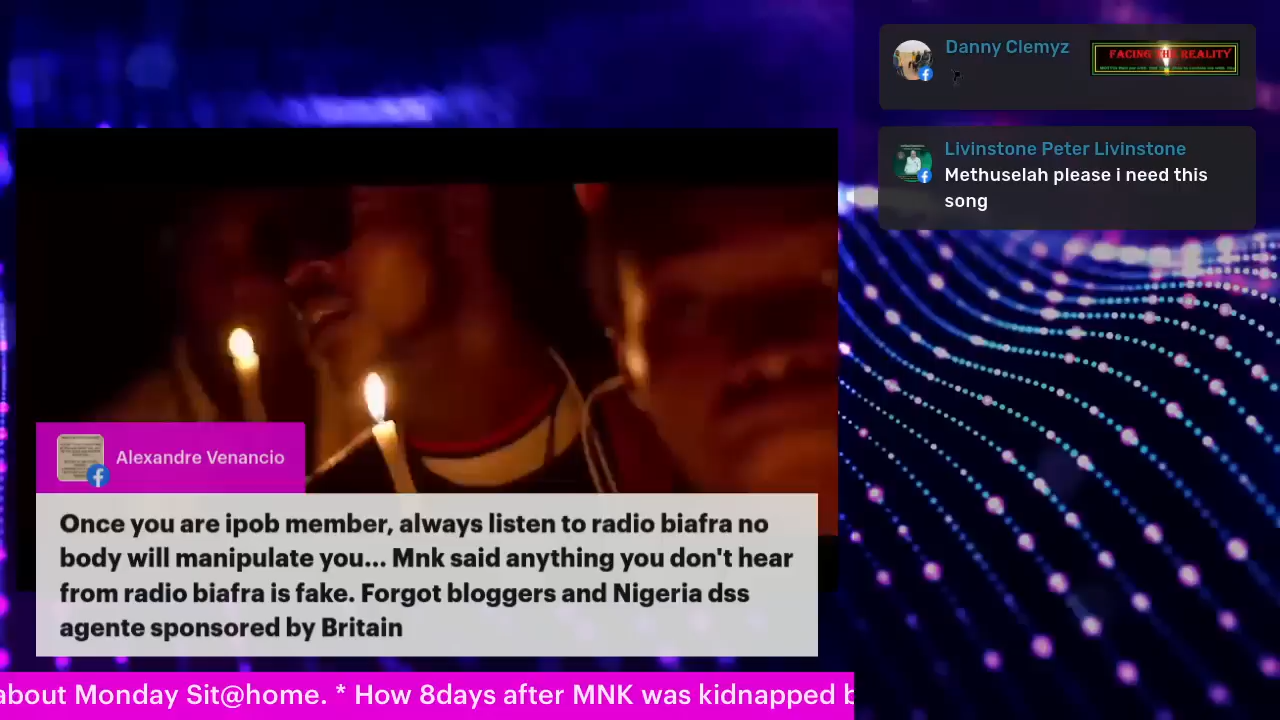 Danny Clemyz
FACING THE REALITY
Livinstone Peter Livinstone
Methuselah please i need this
song
Alexandre Venancio
Once you are ipob member, always listen to radio biafra no
body will manipulate you... Mnk said anything you don't hear
from radio biafra is fake. Forgot bloggers and Nigeria dss
agente sponsored by Britain
about Monday Sit@home. * How 8days after MNK was kidnapped b